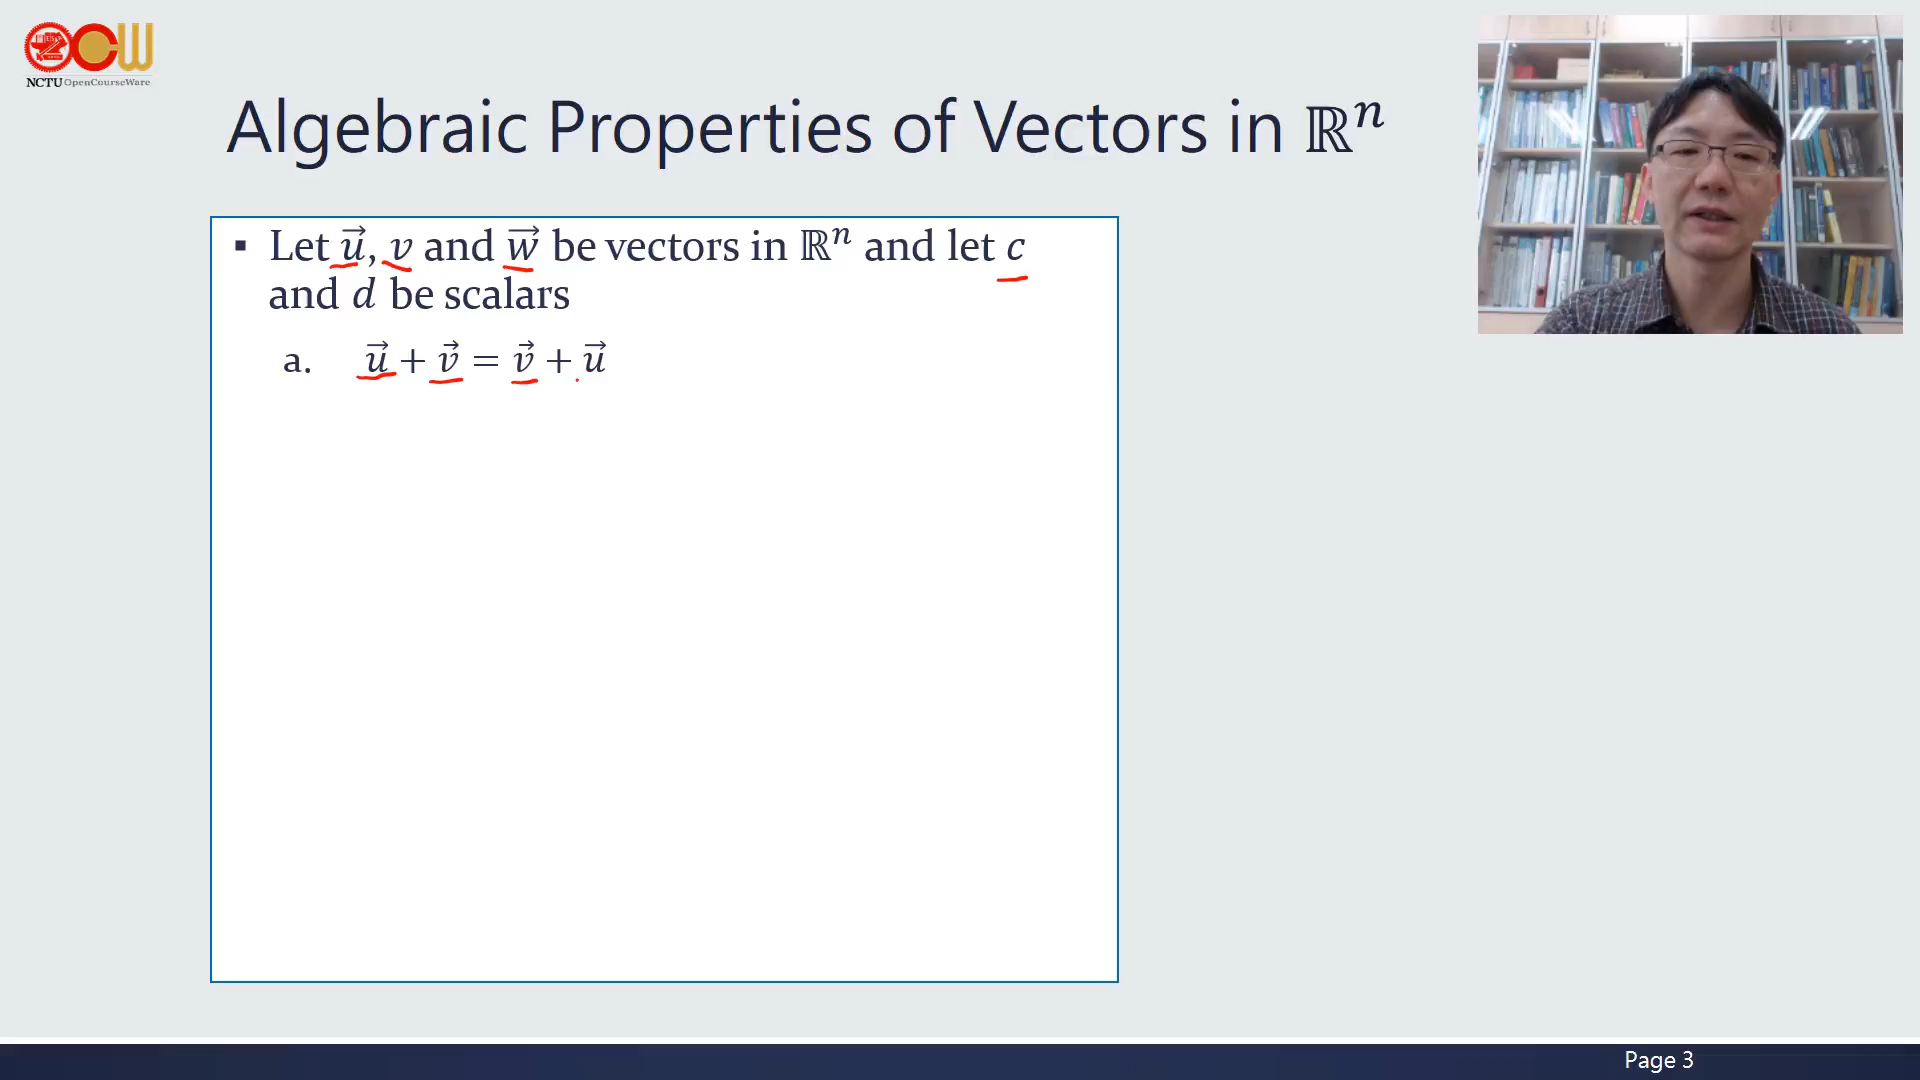 NCTU OpenCourseWare
Algebraic Properties of Vectors in ℝⁿ
▪ Let u⃗, v and w⃗ be vectors in ℝⁿ and let c
and d be scalars
a. u⃗ + v⃗ = v⃗ + u⃗
Page 3